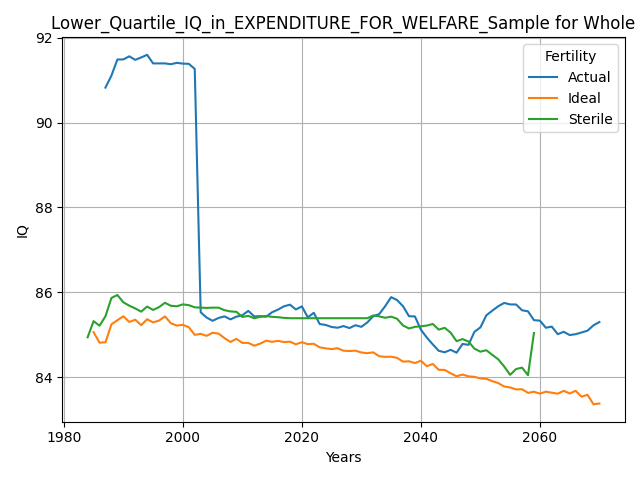 Lower_Quartile_IQ_in_EXPENDITURE_FOR_WELFARE_Sample for Whole
92
90
88
86
84
IQ
Fertility
Actual
Ideal
Sterile
1980
2000
2020
2040
2060
Years